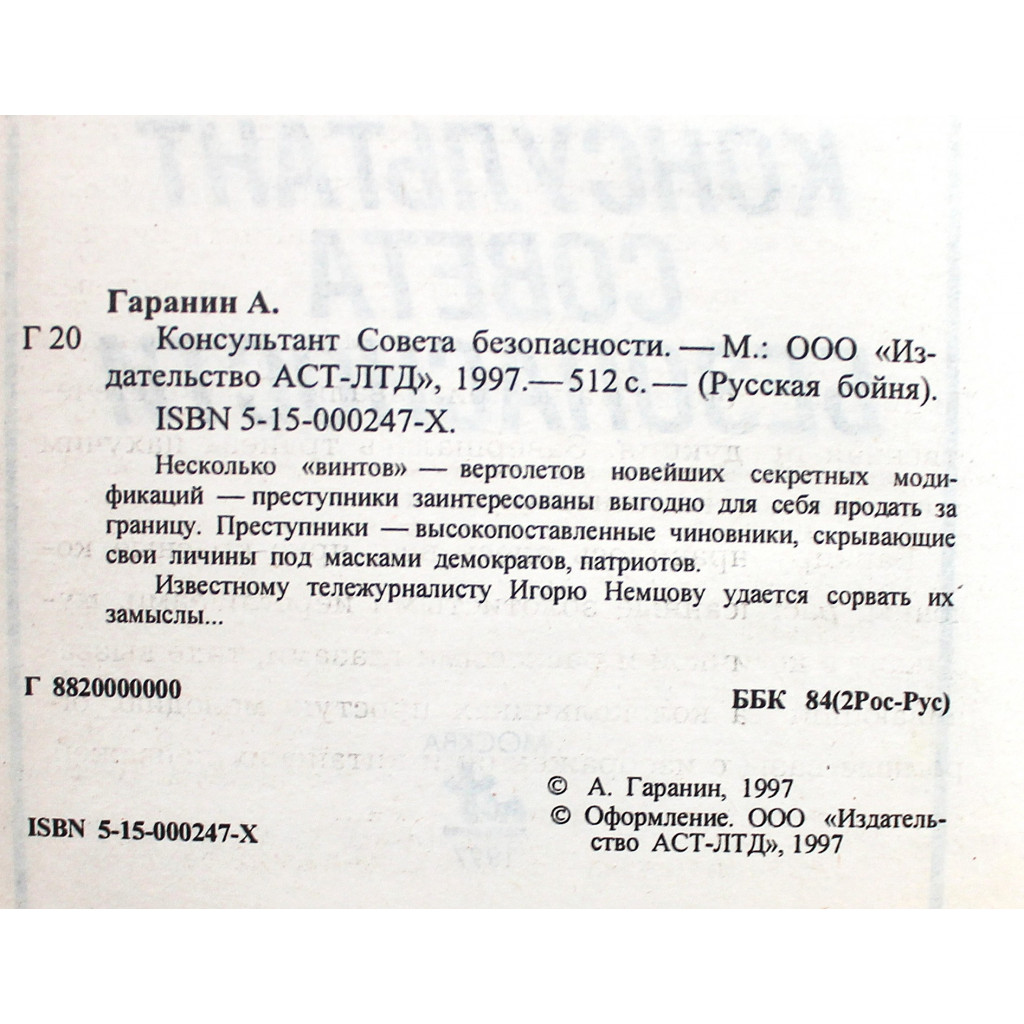 Гаранин А.
Г 20 Консультант Совета безопасности. — М.: ООО «Из-
дательство АСТ-ЛТД», 1997.— 512 с.— (Русская бойня).
ISBN 5-15-000247-X.
Несколько «винтов» — вертолетов новейших секретных моди-
фикаций — преступники заинтересованы выгодно для себя продать за
границу. Преступники — высокопоставленные чиновники, скрывающие
свои личины под масками демократов, патриотов.
Известному тележурналисту Игорю Немцову удается сорвать их
замыслы...
Г 8820000000
ББК 84(2Рос-Рус)
© А. Гаранин, 1997
© Оформление. ООО «Издатель-
ство АСТ-ЛТД», 1997
ISBN 5-15-000247-X